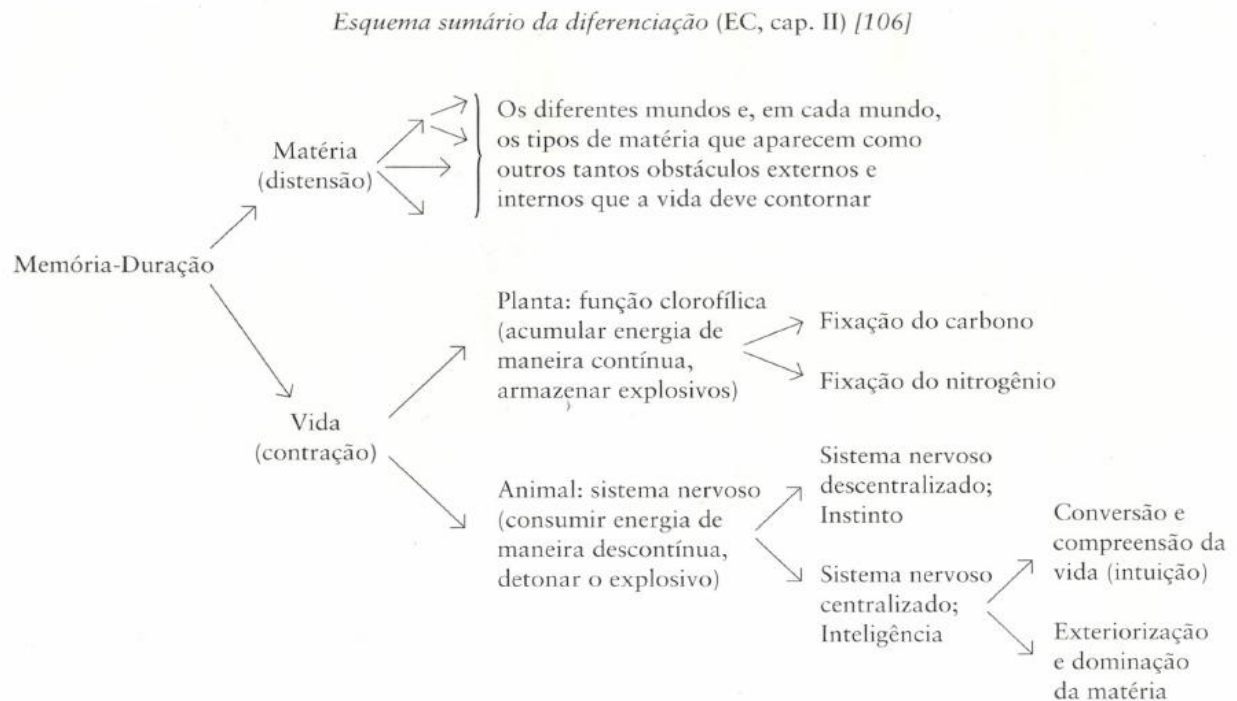 Esquema sumário da diferenciação (EC, cap. II) [106]
Matéria
(distensão)
Os diferentes mundos e, em cada mundo,
os tipos de matéria que aparecem como
outros tantos obstáculos externos e
internos que a vida deve contornar
Memória-Duração
Vida
(contração)
Planta: função clorofílica
(acumular energia de
maneira contínua,
armazenar explosivos)
Fixação do carbono
Fixação do nitrogênio
Animal: sistema nervoso
(consumir energia de
maneira descontínua,
detonar o explosivo)
Sistema nervoso
descentralizado;
Instinto
Sistema nervoso
centralizado;
Inteligência
Conversão e
compreensão da
vida (intuição)
Exteriorização
e dominação
da matéria